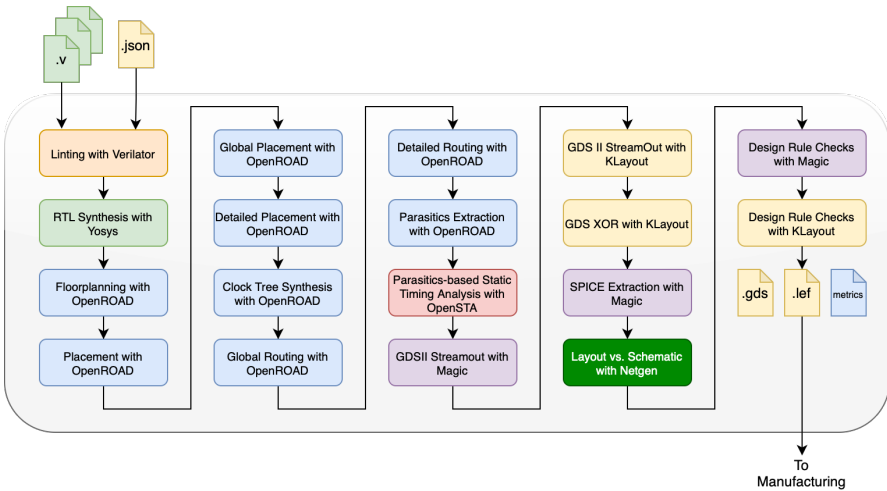 .v
.json
Linting with Verilator
RTL Synthesis with
Yosys
Floorplanning with
OpenROAD
Placement with
OpenROAD
Global Placement with
OpenROAD
Detailed Placement with
OpenROAD
Clock Tree Synthesis
with OpenROAD
Global Routing with
OpenROAD
Detailed Routing with
OpenROAD
Parasitics Extraction
with OpenROAD
Parasitics-based Static
Timing Analysis with
OpenSTA
GDSII Streamout with
Magic
GDS II StreamOut with
KLayout
GDS XOR with KLayout
SPICE Extraction with
Magic
Layout vs. Schematic
with Netgen
Design Rule Checks
with Magic
Design Rule Checks
with KLayout
.gds
.lef
metrics
To
Manufacturing